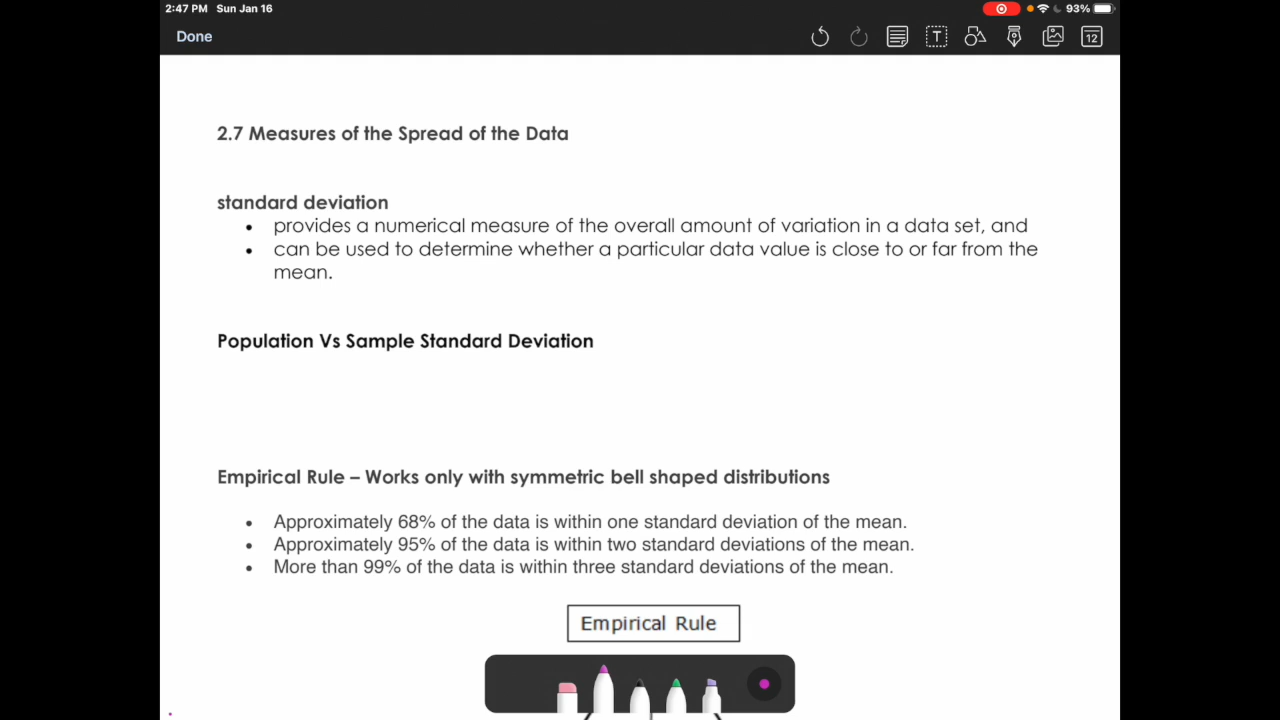 2:47 PM Sun Jan 16
93%
Done
T
12
2.7 Measures of the Spread of the Data
standard deviation
• provides a numerical measure of the overall amount of variation in a data set, and
• can be used to determine whether a particular data value is close to or far from the
mean.
Population Vs Sample Standard Deviation
Empirical Rule – Works only with symmetric bell shaped distributions
• Approximately 68% of the data is within one standard deviation of the mean.
• Approximately 95% of the data is within two standard deviations of the mean.
• More than 99% of the data is within three standard deviations of the mean.
Empirical Rule